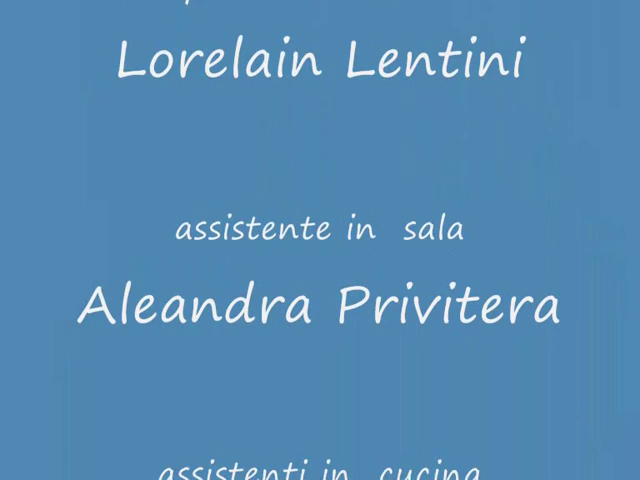 Lorelain Lentini
assistente in sala
Aleandra Privitera
assistenti in cucina